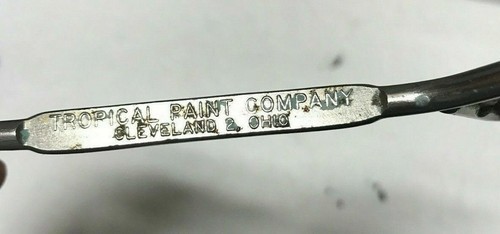 TROPICAL PAINT COMPANY
CLEVELAND 2, OHIO